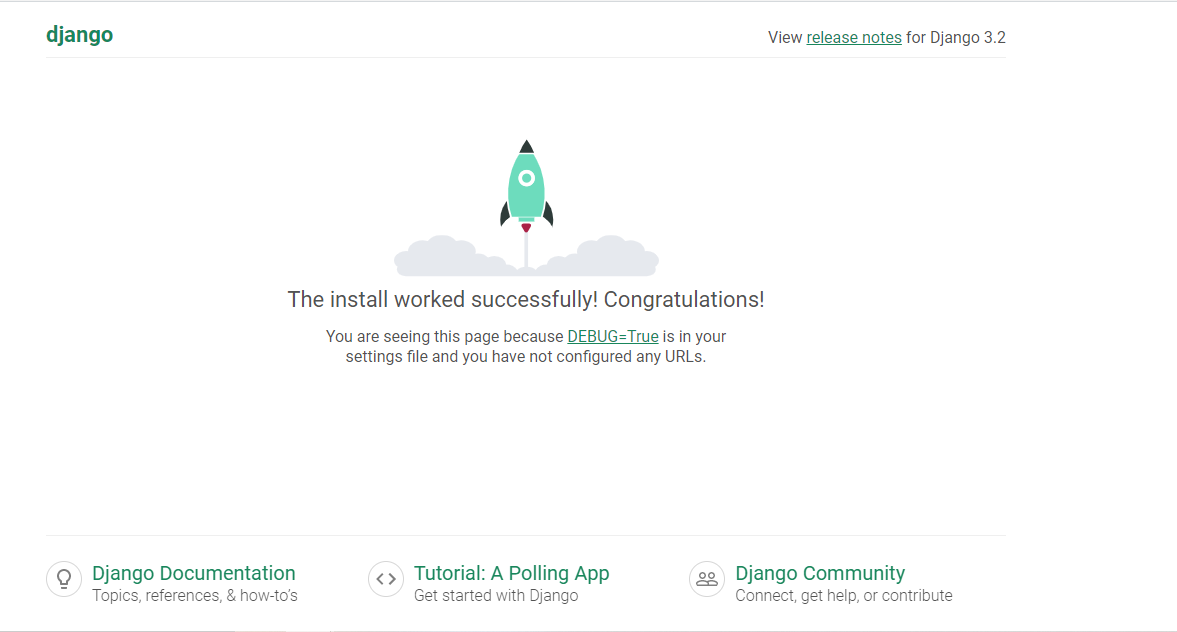 django
View release notes for Django 3.2
The install worked successfully! Congratulations!
You are seeing this page because DEBUG=True is in your
settings file and you have not configured any URLs.
Django Documentation
Topics, references, & how-to’s
Tutorial: A Polling App
Get started with Django
Django Community
Connect, get help, or contribute